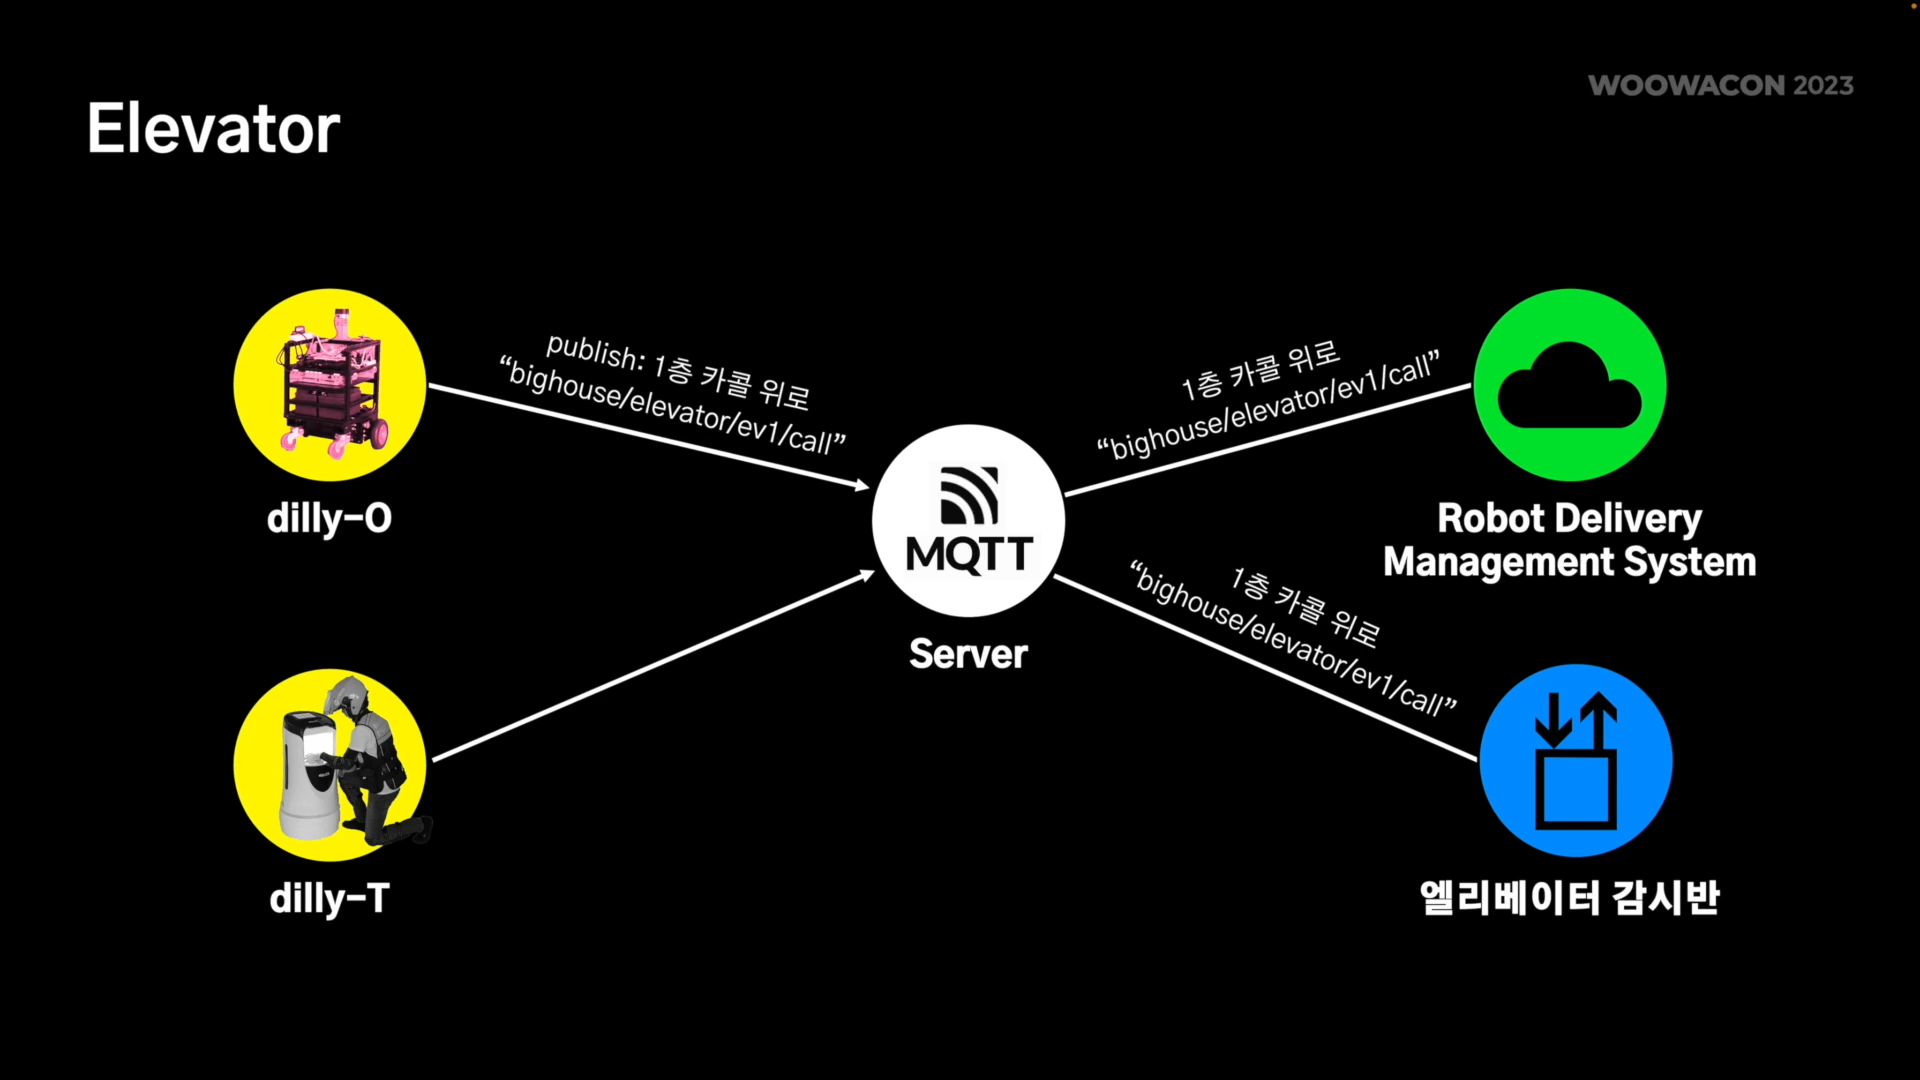 WOOWACON 2023
Elevator
publish: 1층 카콜 위로
“bighouse/elevator/ev1/call”
1층 카콜 위로
“bighouse/elevator/ev1/call”
dilly-O
MQTT
Server
Robot Delivery
Management System
1층 카콜 위로
“bighouse/elevator/ev1/call”
dilly-T
엘리베이터 감시반